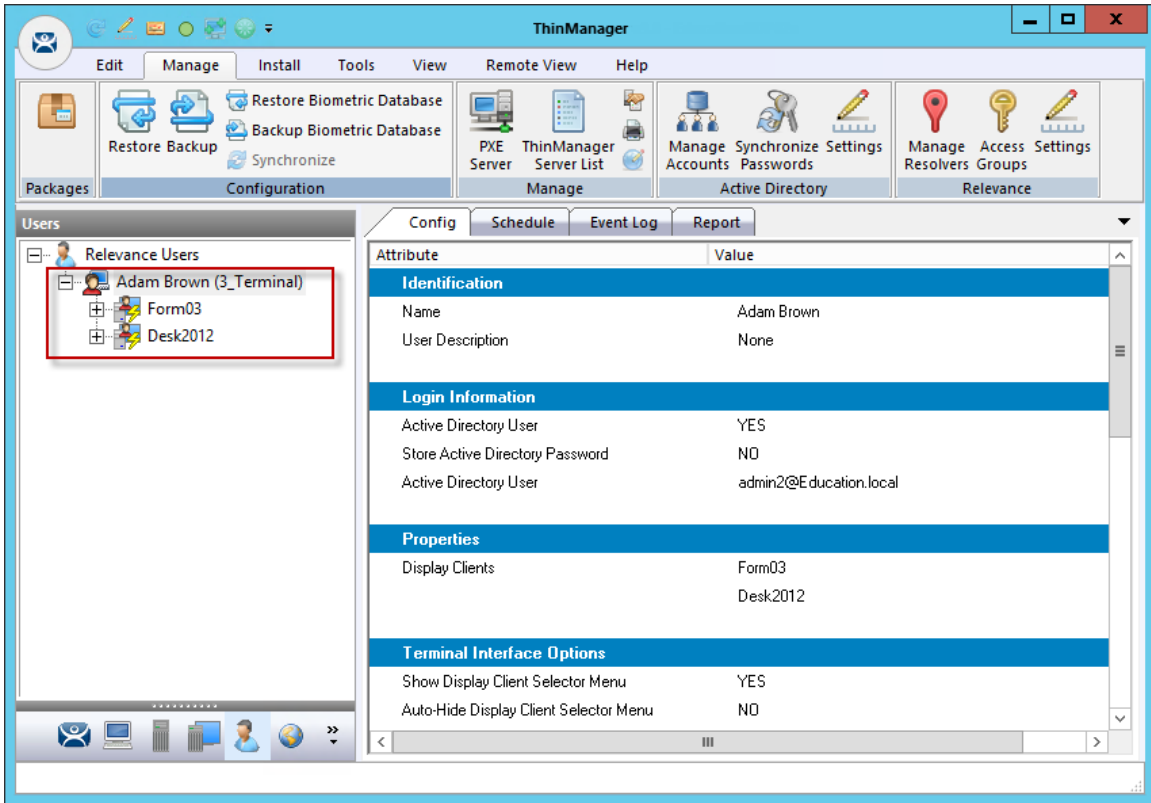 ThinManager
Edit Manage Install Tools View Remote View Help
Restore Biometric Database
Backup Biometric Database
Synchronize
Restore Backup
PXE Server
ThinManager Server List
Manage Accounts
Synchronize Passwords
Settings
Manage Resolvers
Access Groups
Settings
Packages Configuration Manage Active Directory Relevance
Users
Relevance Users
Adam Brown (3_Terminal)
Form03
Desk2012
Config Schedule Event Log Report
Attribute Value
Identification
Name Adam Brown
User Description None
Login Information
Active Directory User YES
Store Active Directory Password NO
Active Directory User admin2@Education.local
Properties
Display Clients Form03
Desk2012
Terminal Interface Options
Show Display Client Selector Menu YES
Auto-Hide Display Client Selector Menu NO